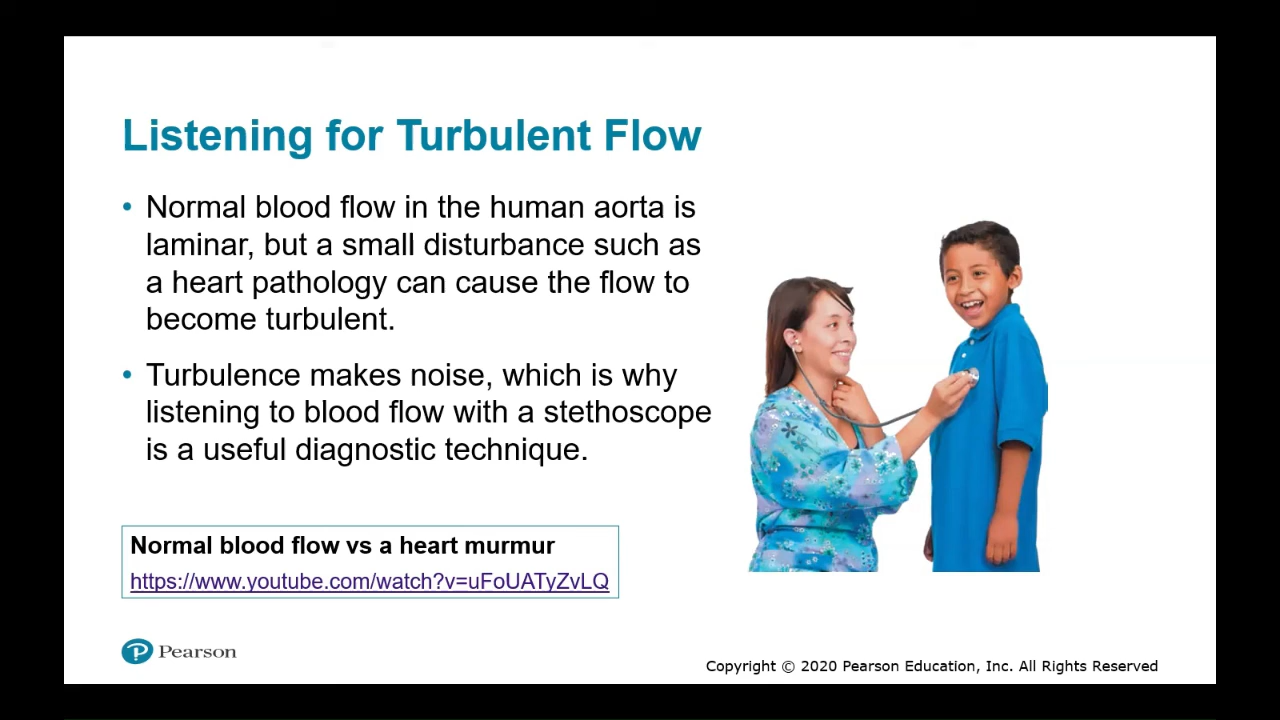 Listening for Turbulent Flow
• Normal blood flow in the human aorta is
laminar, but a small disturbance such as
a heart pathology can cause the flow to
become turbulent.
• Turbulence makes noise, which is why
listening to blood flow with a stethoscope
is a useful diagnostic technique.
Normal blood flow vs a heart murmur
https://www.youtube.com/watch?v=uFoUATyZvLQ
P Pearson
Copyright © 2020 Pearson Education, Inc. All Rights Reserved